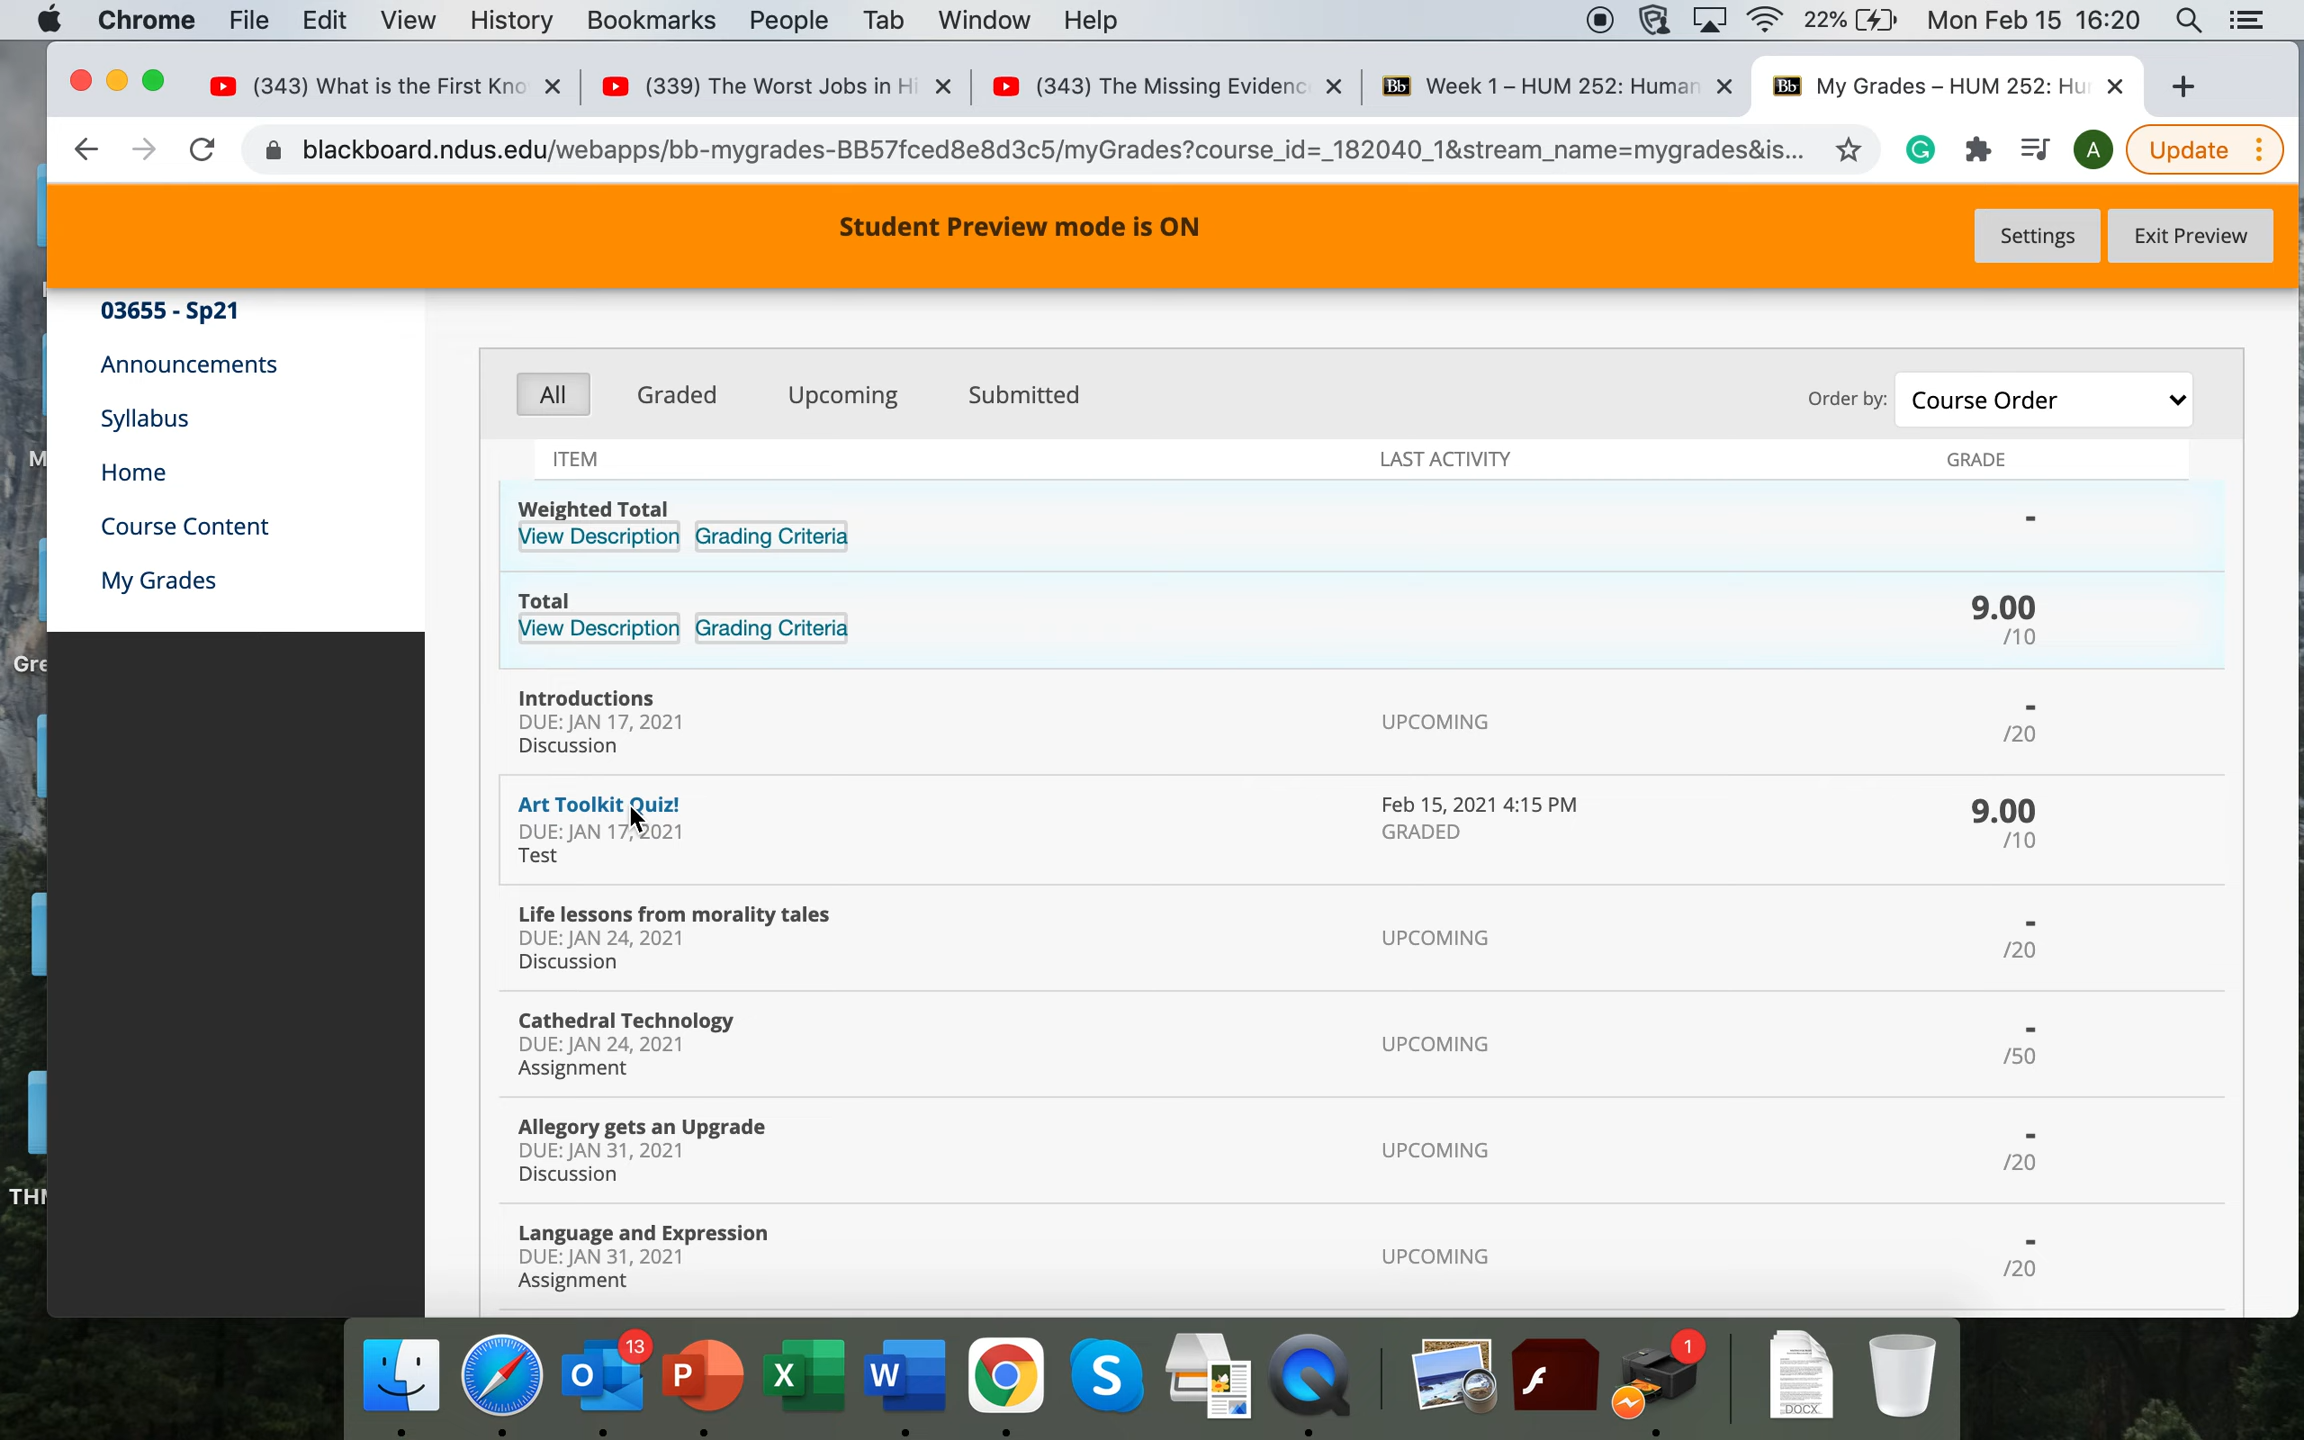 Chrome File Edit View History Bookmarks People Tab Window Help 22% Mon Feb 15 16:20
(343) What is the First Kno (339) The Worst Jobs in Hi (343) The Missing Evidenc Bb Week 1 – HUM 252: Human Bb My Grades – HUM 252: Hu
blackboard.ndus.edu/webapps/bb-mygrades-BB57fced8e8d3c5/myGrades?course_id=_182040_1&stream_name=mygrades&is... A Update
Student Preview mode is ON
Settings Exit Preview
03655 - Sp21
Announcements
Syllabus
Home
Course Content
My Grades
M
Gre
THM
All Graded Upcoming Submitted Order by: Course Order
ITEM LAST ACTIVITY GRADE
Weighted Total -
View Description Grading Criteria
Total 9.00
View Description Grading Criteria /10
Introductions -
DUE: JAN 17, 2021 UPCOMING /20
Discussion
Art Toolkit Quiz! Feb 15, 2021 4:15 PM 9.00
DUE: JAN 17, 2021 GRADED /10
Test
Life lessons from morality tales -
DUE: JAN 24, 2021 UPCOMING /20
Discussion
Cathedral Technology -
DUE: JAN 24, 2021 UPCOMING /50
Assignment
Allegory gets an Upgrade -
DUE: JAN 31, 2021 UPCOMING /20
Discussion
Language and Expression -
DUE: JAN 31, 2021 UPCOMING /20
Assignment
13 1
O P X W S
DOCX